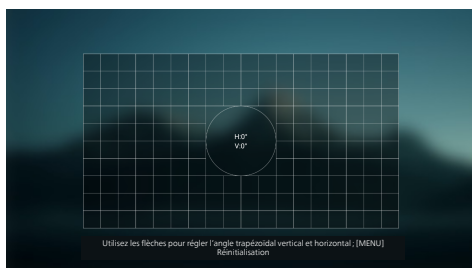 H:0°
V:0°
Utilisez les flèches pour régler l'angle trapézoïdal vertical et horizontal ; [MENU]
Réinitialisation